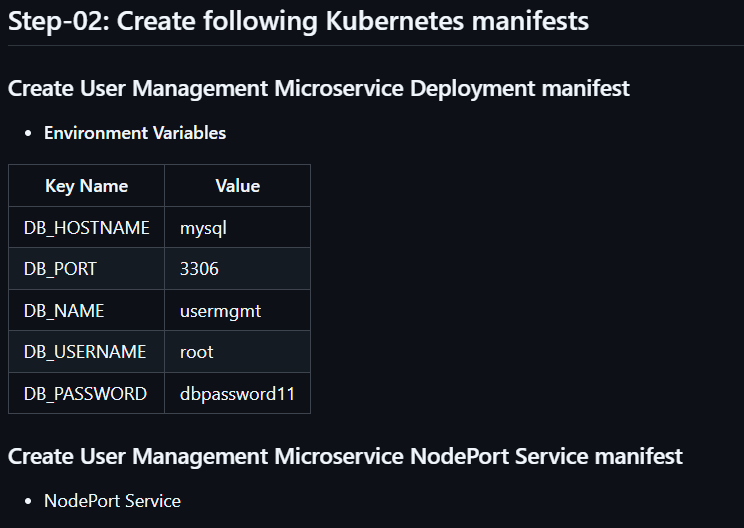 Step-02: Create following Kubernetes manifests
Create User Management Microservice Deployment manifest
• Environment Variables
Key Name Value
DB_HOSTNAME mysql
DB_PORT 3306
DB_NAME usermgmt
DB_USERNAME root
DB_PASSWORD dbpassword11
Create User Management Microservice NodePort Service manifest
• NodePort Service